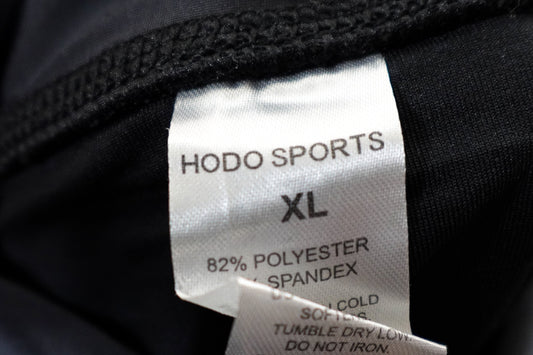 HODO SPORTS
XL
82% POLYESTER
% SPANDEX
COLD
TUMBLE DRY LOW.
DO NOT IRON.